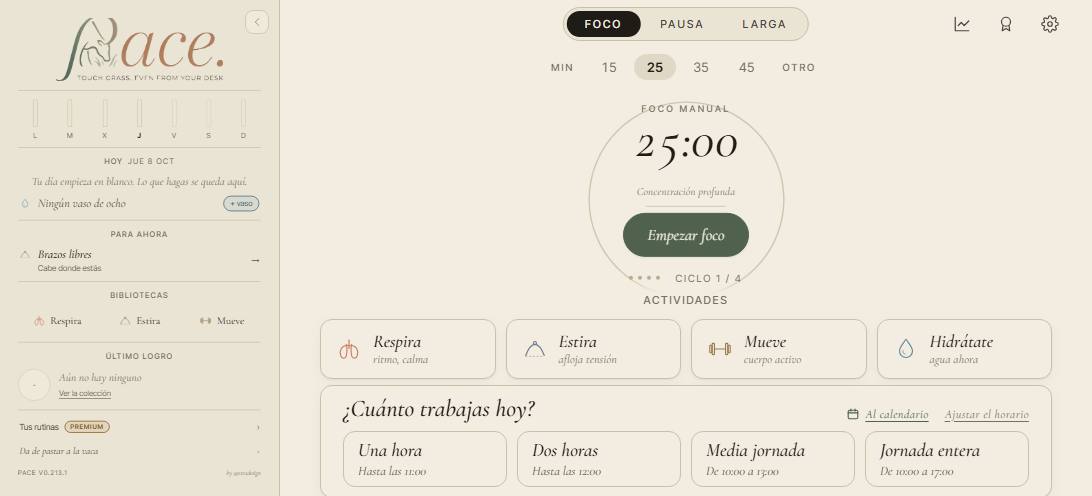 Pace.
TOUCH GRASS. EVEN FROM YOUR DESK
L M X J V S D
HOY JUE 8 OCT
Tu día empieza en blanco. Lo que hagas se queda aquí.
Ningún vaso de ocho
+ vaso
PARA AHORA
Brazos libres
Cabe donde estás
→
BIBLIOTECAS
Respira Estira Mueve
ÚLTIMO LOGRO
Aún no hay ninguno
Ver la colección
Tus rutinas PREMIUM
Da de pastar a la vaca
PACE V0.213.1
FOCO PAUSA LARGA
MIN 15 25 35 45 OTRO
FOCO MANUAL
25:00
Concentración profunda
Empezar foco
CICLO 1 / 4
ACTIVIDADES
Respira
ritmo, calma
Estira
afloja tensión
Mueve
cuerpo activo
Hidrátate
agua ahora
¿Cuánto trabajas hoy?
Al calendario Ajustar el horario
Una hora
Hasta las 11:00
Dos horas
Hasta las 12:00
Media jornada
De 10:00 a 13:00
Jornada entera
De 10:00 a 17:00